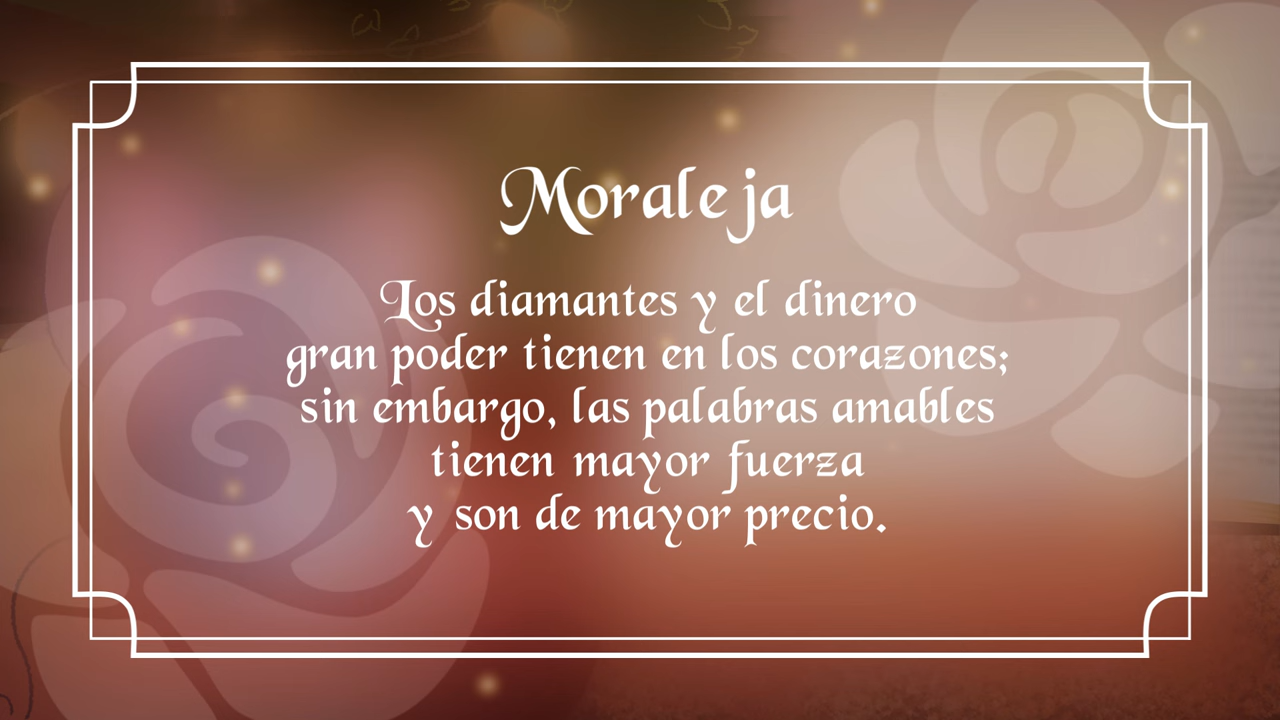 Moraleja
Los diamantes y el dinero
gran poder tienen en los corazones;
sin embargo, las palabras amables
tienen mayor fuerza
y son de mayor precio.